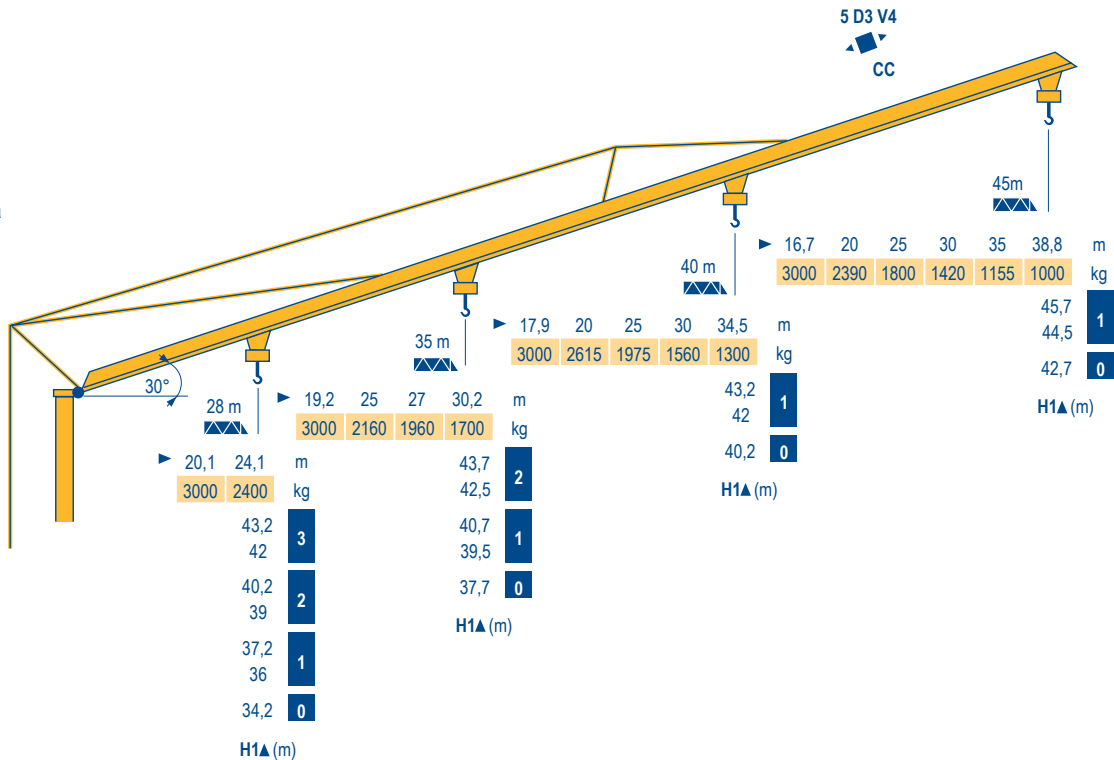 5 D3 V4
CC
30°
45m
16,7 20 25 30 35 38,8 m
3000 2390 1800 1420 1155 1000 kg
45,7
44,5
1
42,7 0
H1▲ (m)
40 m
17,9 20 25 30 34,5 m
3000 2615 1975 1560 1300 kg
43,2
42
1
40,2 0
H1▲ (m)
35 m
19,2 25 27 30,2 m
3000 2160 1960 1700 kg
43,7
42,5
2
40,7
39,5
1
37,7 0
H1▲ (m)
28 m
20,1 24,1 m
3000 2400 kg
43,2
42
3
40,2
39
2
37,2
36
1
34,2 0
H1▲ (m)